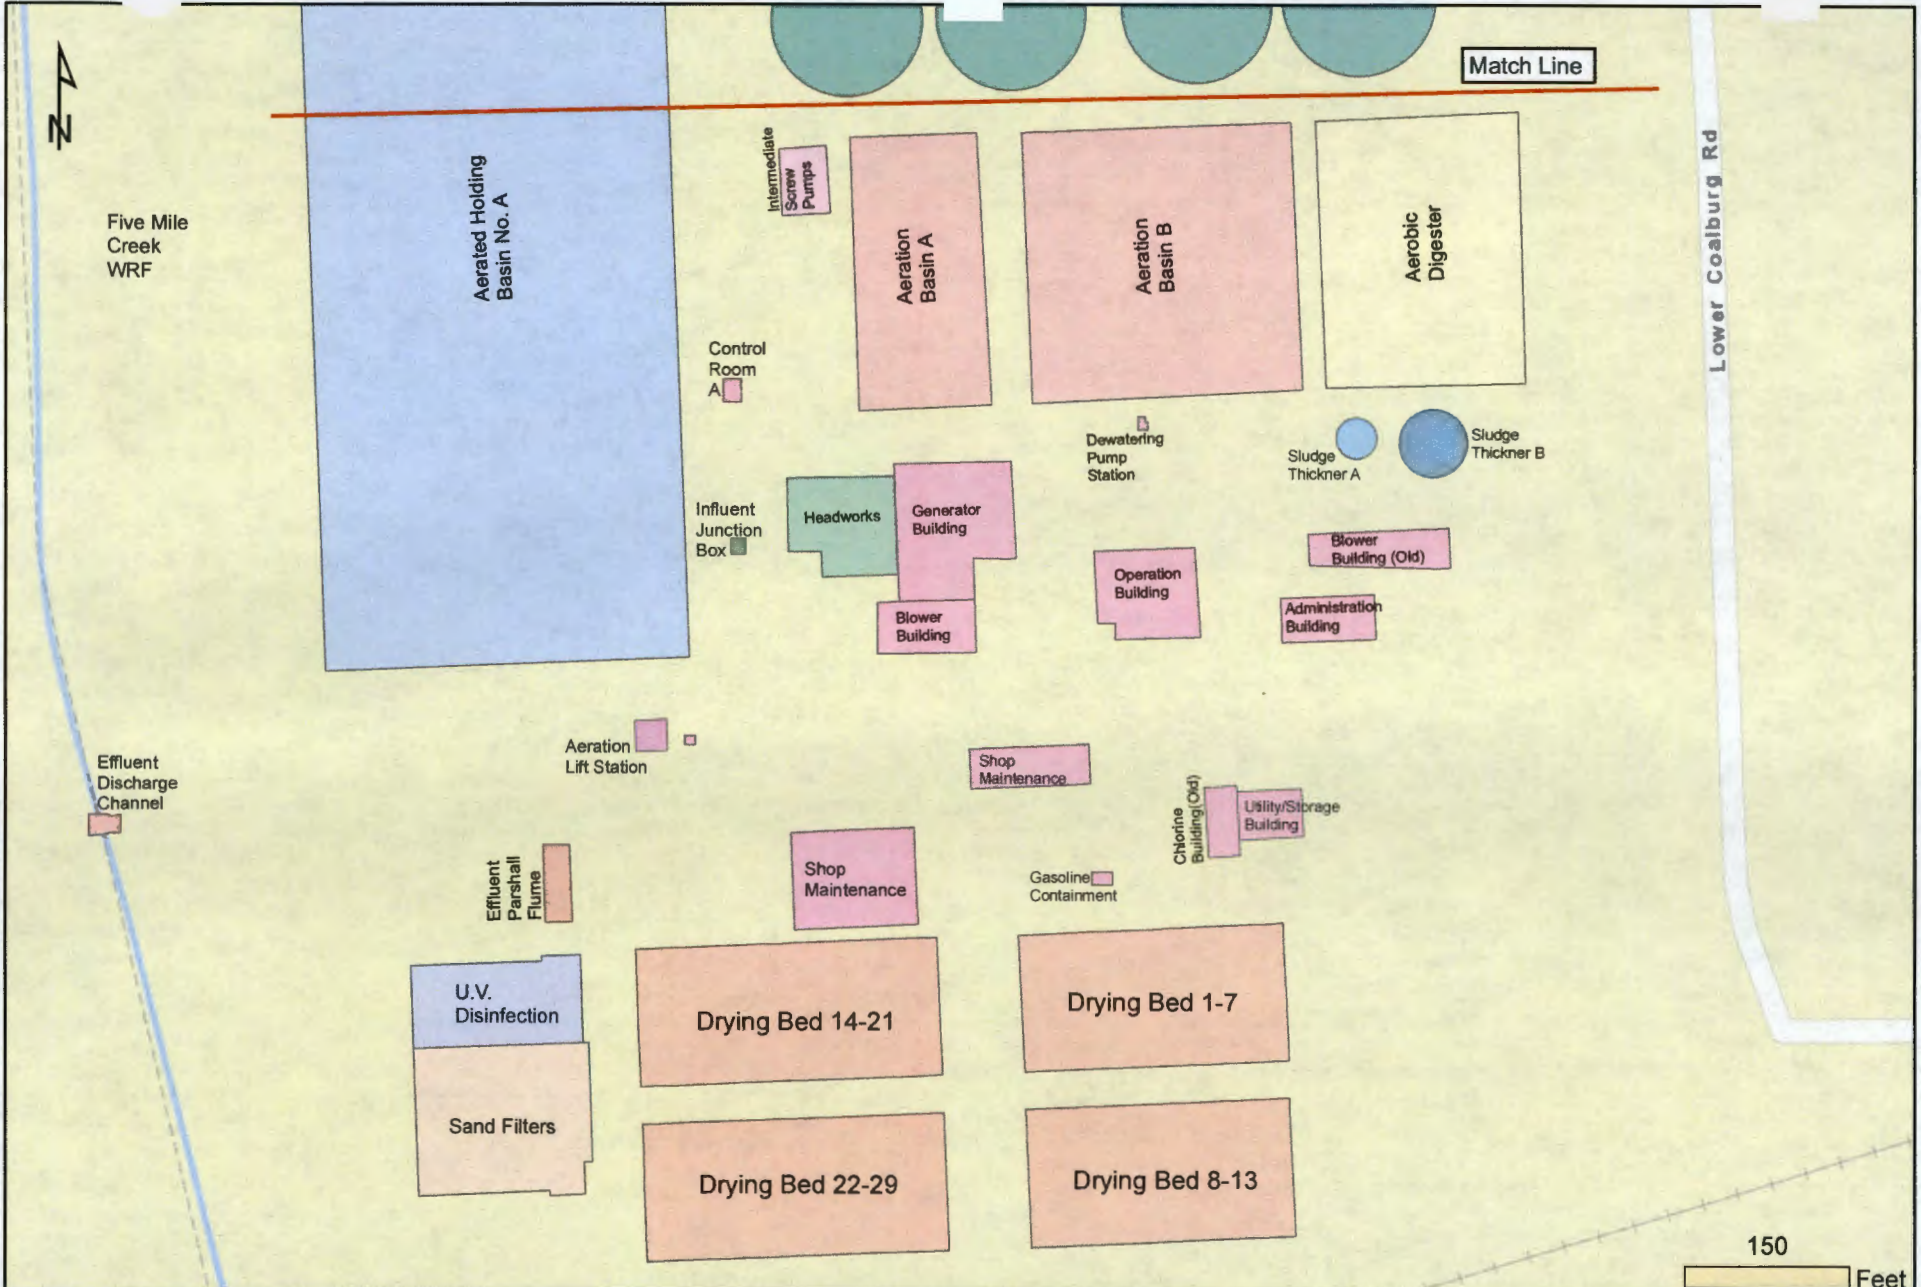 Match Line
N
Five Mile
Creek
WRF
Aerated Holding
Basin No. A
Intermediate
Screw
Pumps
Aeration
Basin A
Aeration
Basin B
Aerobic
Digester
Lower Coalburg Rd
Control
Room
A
Dewatering
Pump
Station
Sludge
Thickner A
Sludge
Thickner B
Influent
Junction
Box
Headworks
Generator
Building
Blower
Building
Operation
Building
Blower
Building (Old)
Administration
Building
Aeration
Lift Station
Effluent
Discharge
Channel
Shop
Maintenance
Chlorine
Building(Old)
Utility/Storage
Building
Effluent
Parshall
Flume
Shop
Maintenance
Gasoline
Containment
U.V.
Disinfection
Sand Filters
Drying Bed 14-21
Drying Bed 1-7
Drying Bed 22-29
Drying Bed 8-13
150
Feet